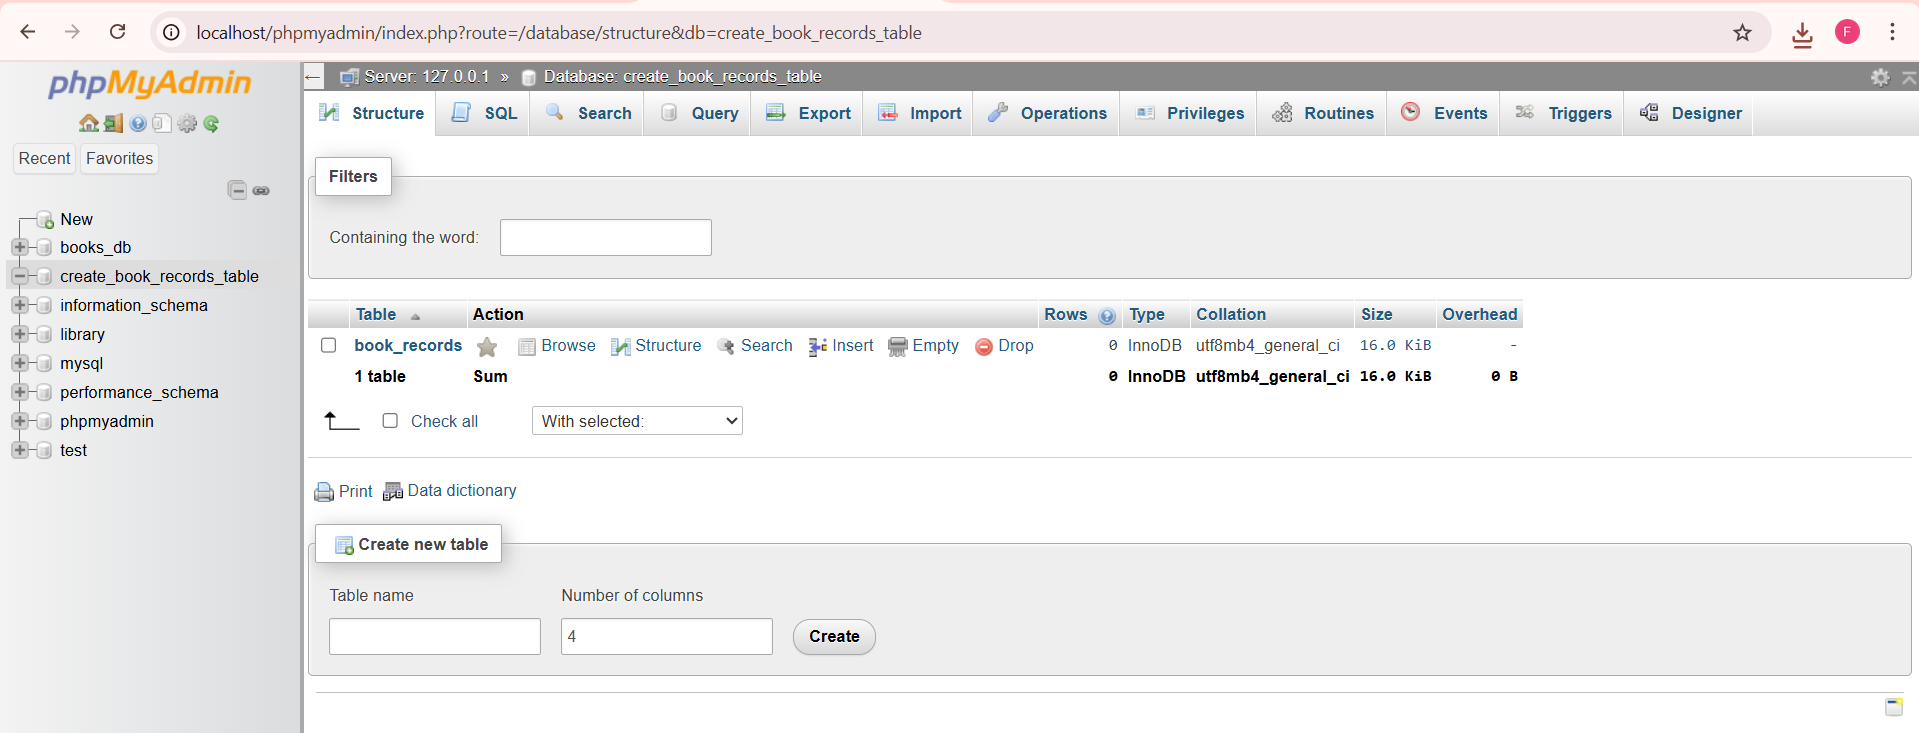 localhost/phpmyadmin/index.php?route=/database/structure&db=create_book_records_table
F
phpMyAdmin
Recent Favorites
New
books_db
create_book_records_table
information_schema
library
mysql
performance_schema
phpmyadmin
test
Server: 127.0.0.1 » Database: create_book_records_table
Structure SQL Search Query Export Import Operations Privileges Routines Events Triggers Designer
Filters
Containing the word:
Table Action Rows Type Collation Size Overhead
book_records Browse Structure Search Insert Empty Drop 0 InnoDB utf8mb4_general_ci 16.0 KiB -
1 table Sum 0 InnoDB utf8mb4_general_ci 16.0 KiB 0 B
Check all With selected:
Print Data dictionary
Create new table
Table name Number of columns
4 Create